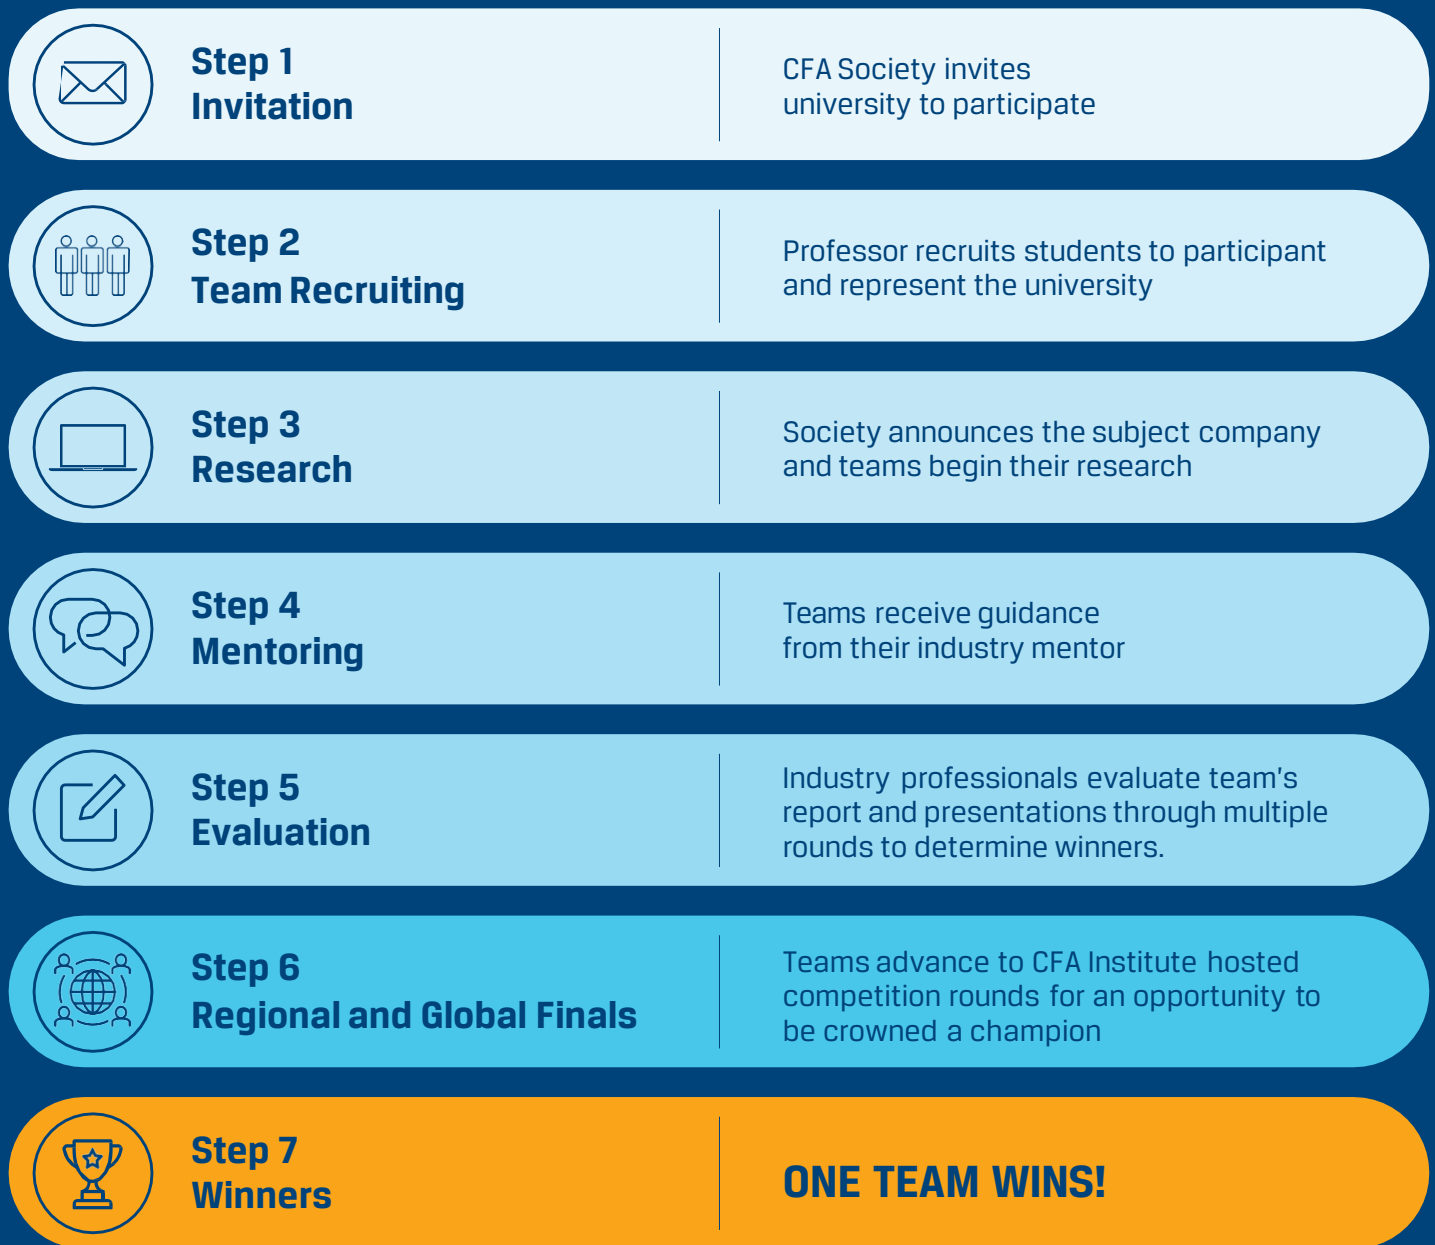 Step 1
Invitation
CFA Society invites
university to participate
Step 2
Team Recruiting
Professor recruits students to participant
and represent the university
Step 3
Research
Society announces the subject company
and teams begin their research
Step 4
Mentoring
Teams receive guidance
from their industry mentor
Step 5
Evaluation
Industry professionals evaluate team's
report and presentations through multiple
rounds to determine winners.
Step 6
Regional and Global Finals
Teams advance to CFA Institute hosted
competition rounds for an opportunity to
be crowned a champion
Step 7
Winners
ONE TEAM WINS!